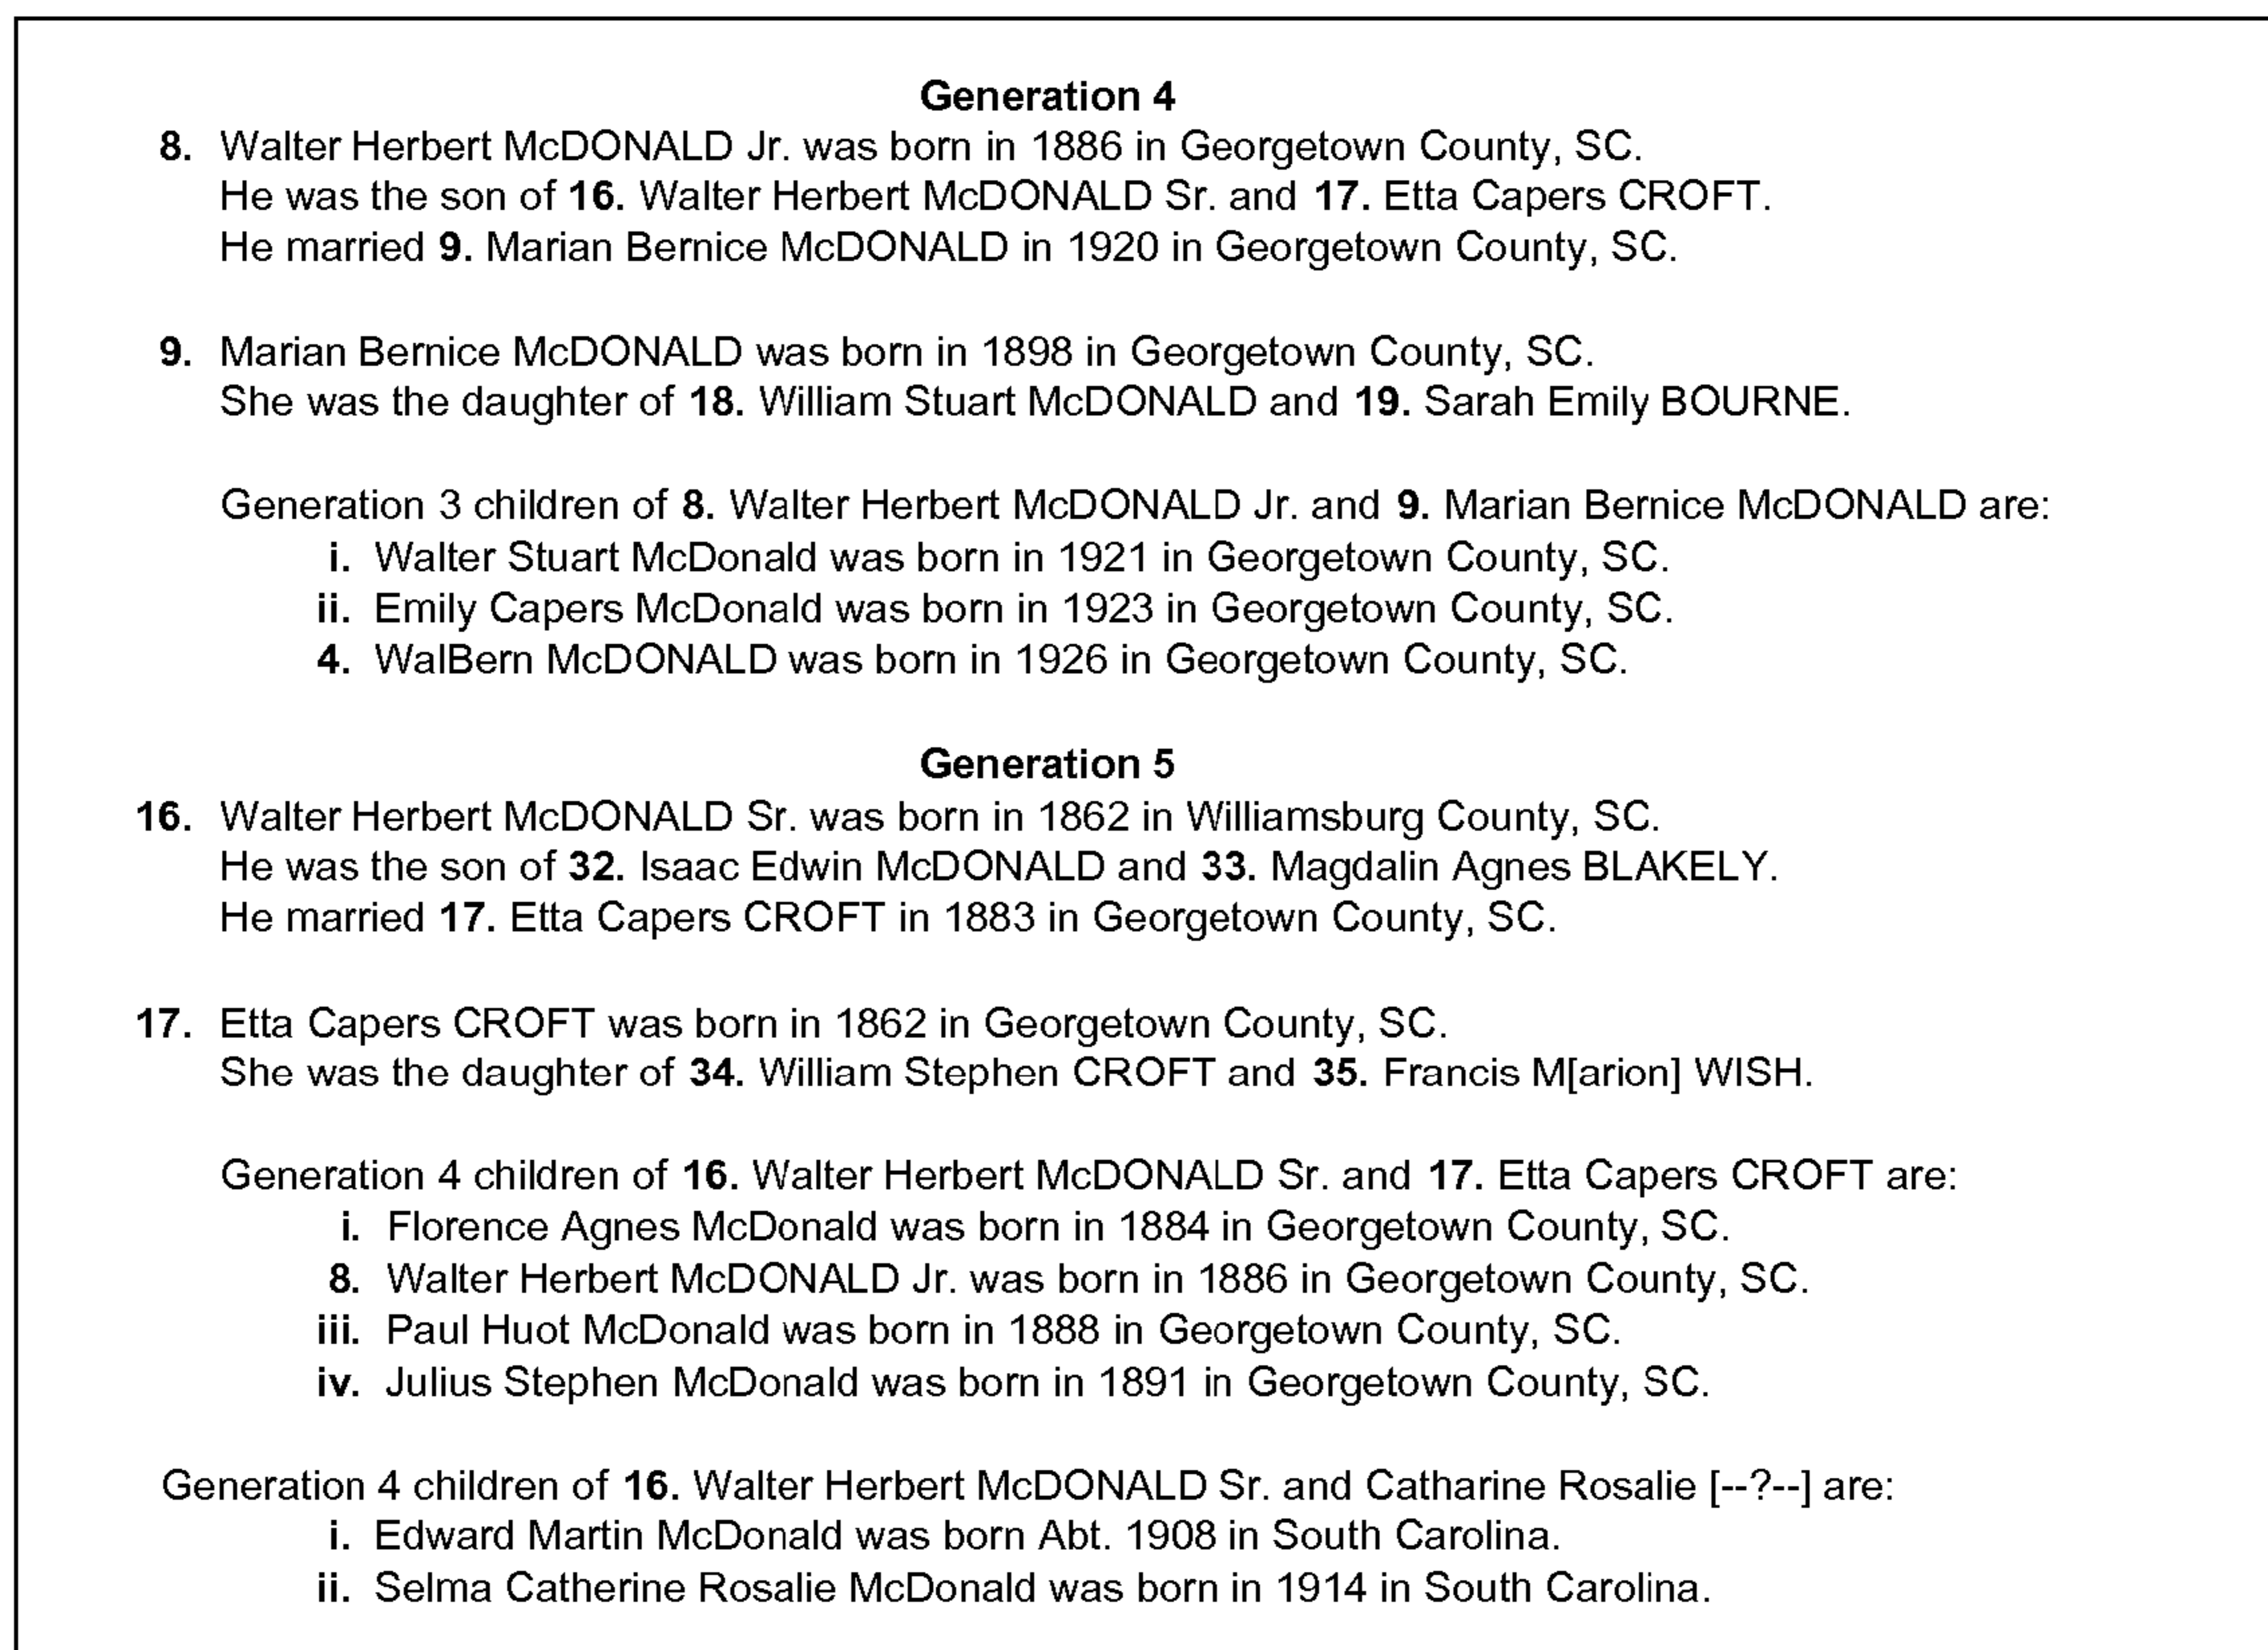 Generation 4
8. Walter Herbert McDONALD Jr. was born in 1886 in Georgetown County, SC.
He was the son of 16. Walter Herbert McDONALD Sr. and 17. Etta Capers CROFT.
He married 9. Marian Bernice McDONALD in 1920 in Georgetown County, SC.
9. Marian Bernice McDONALD was born in 1898 in Georgetown County, SC.
She was the daughter of 18. William Stuart McDONALD and 19. Sarah Emily BOURNE.
Generation 3 children of 8. Walter Herbert McDONALD Jr. and 9. Marian Bernice McDONALD are:
i. Walter Stuart McDonald was born in 1921 in Georgetown County, SC.
ii. Emily Capers McDonald was born in 1923 in Georgetown County, SC.
4. WalBern McDONALD was born in 1926 in Georgetown County, SC.
Generation 5
16. Walter Herbert McDONALD Sr. was born in 1862 in Williamsburg County, SC.
He was the son of 32. Isaac Edwin McDONALD and 33. Magdalin Agnes BLAKELY.
He married 17. Etta Capers CROFT in 1883 in Georgetown County, SC.
17. Etta Capers CROFT was born in 1862 in Georgetown County, SC.
She was the daughter of 34. William Stephen CROFT and 35. Francis M[arion] WISH.
Generation 4 children of 16. Walter Herbert McDONALD Sr. and 17. Etta Capers CROFT are:
i. Florence Agnes McDonald was born in 1884 in Georgetown County, SC.
8. Walter Herbert McDONALD Jr. was born in 1886 in Georgetown County, SC.
iii. Paul Huot McDonald was born in 1888 in Georgetown County, SC.
iv. Julius Stephen McDonald was born in 1891 in Georgetown County, SC.
Generation 4 children of 16. Walter Herbert McDONALD Sr. and Catharine Rosalie [--?--] are:
i. Edward Martin McDonald was born Abt. 1908 in South Carolina.
ii. Selma Catherine Rosalie McDonald was born in 1914 in South Carolina.